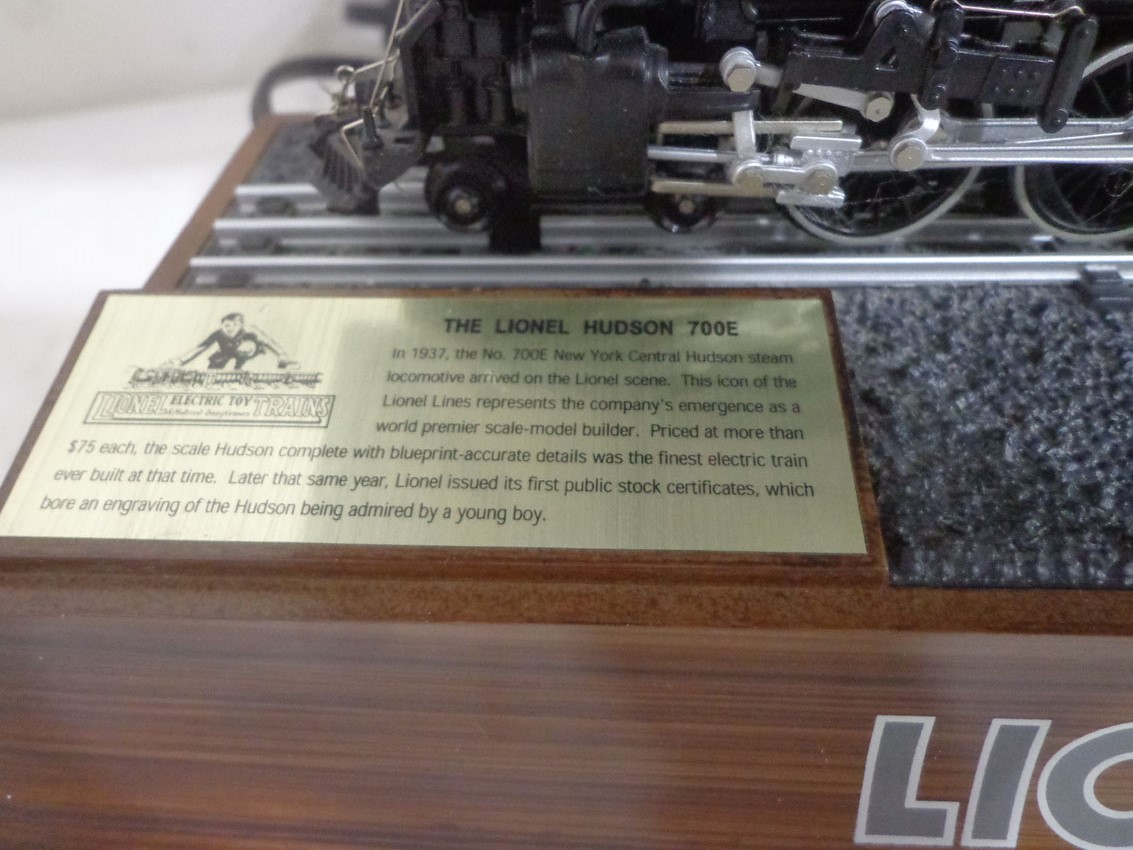 THE LIONEL HUDSON 700E
In 1937, the No. 700E New York Central Hudson steam
locomotive arrived on the Lionel scene. This icon of the
Lionel Lines represents the company's emergence as a
world premier scale-model builder. Priced at more than
$75 each, the scale Hudson complete with blueprint-accurate details was the finest electric train
ever built at that time. Later that same year, Lionel issued its first public stock certificates, which
bore an engraving of the Hudson being admired by a young boy.
LIONEL ELECTRIC TOY TRAINS
LIO